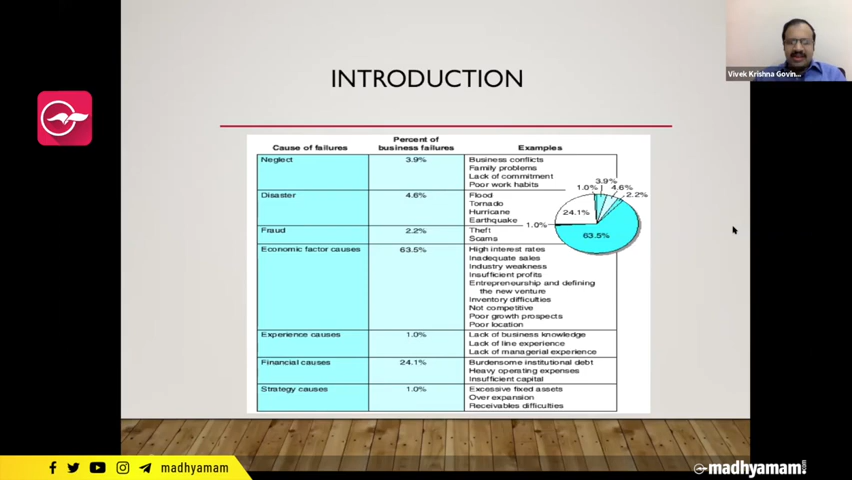 Vivek Krishna Govin...
INTRODUCTION
Cause of failures
Percent of
business failures
Examples
Neglect
3.9%
Business conflicts
Family problems
Lack of commitment
Poor work habits
Disaster
4.6%
Flood
Tornado
Hurricane
Earthquake
Fraud
2.2%
Theft
Scams
Economic factor causes
63.5%
High interest rates
Inadequate sales
Industry weakness
Insufficient profits
Entrepreneurship and defining
the new venture
Inventory difficulties
Not competitive
Poor growth prospects
Poor location
Experience causes
1.0%
Lack of business knowledge
Lack of line experience
Lack of managerial experience
Financial causes
24.1%
Burdensome institutional debt
Heavy operating expenses
Insufficient capital
Strategy causes
1.0%
Excessive fixed assets
Over expansion
Receivables difficulties
3.9%
1.0%
4.6%
2.2%
24.1%
1.0%
63.5%
madhyamam
madhyamam.com